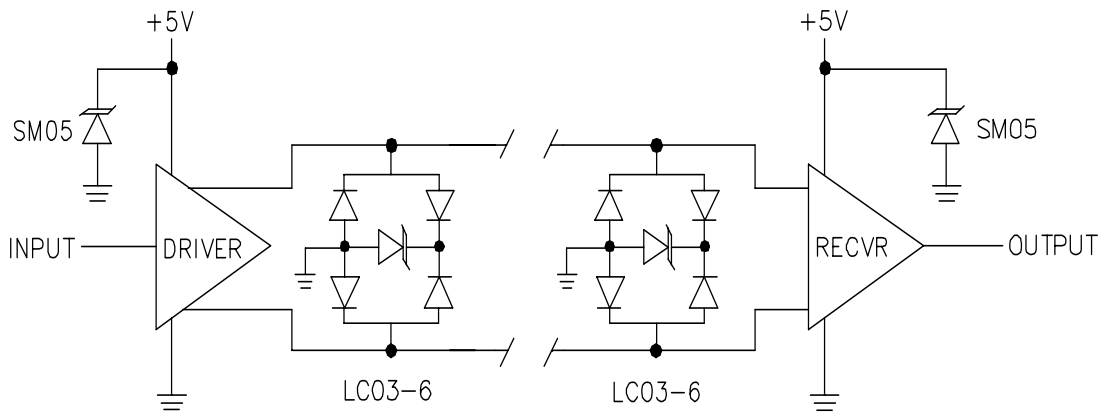 +5V
+5V
SM05
SM05
INPUT
DRIVER
RECVR
OUTPUT
LC03-6
LC03-6